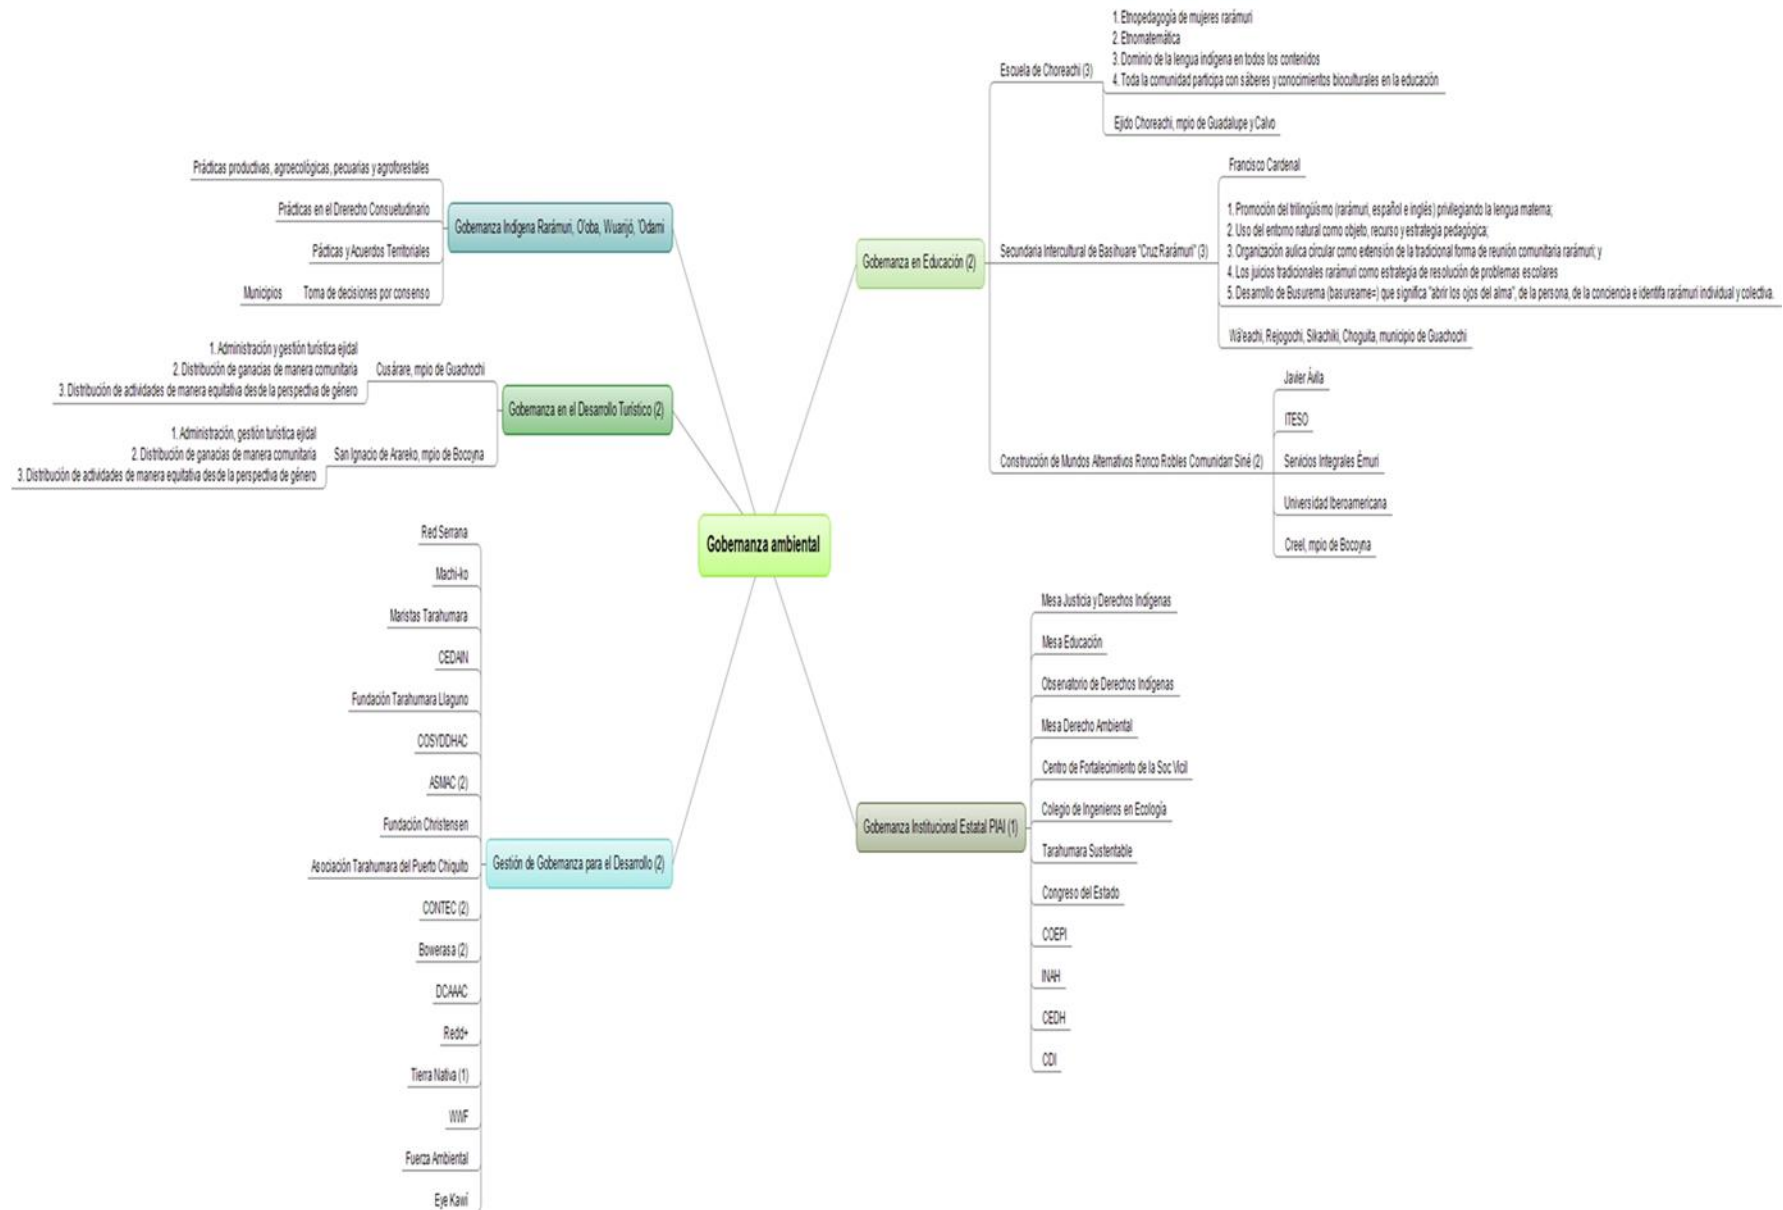 Gobernanza ambiental
Gobernanza Indígena Rarámuri, O'oba, Wuarijó, 'Odami
Prácticas productivas, agroecológicas, pecuarias y agroforestales
Prácticas en el Drerecho Consuetudinario
Pácticas y Acuerdos Territoriales
Toma de decisiones por consenso
Municipios
Gobernanza en el Desarrollo Turístico (2)
Cusárare, mpio de Guachochi
1. Administración y gestión turística ejidal
2. Distribución de ganacias de manera comunitaria
3. Distribución de actividades de manera equitativa desde la perspectiva de género
San Ignacio de Arareko, mpio de Bocoyna
1. Administración, gestión turística ejidal
2. Distribución de ganacias de manera comunitaria
3. Distribución de actividades de manera equitativa desde la perspectiva de género
Gestión de Gobernanza para el Desarrollo (2)
Red Serrana
Machi-ko
Maristas Tarahumara
CEDAIN
Fundación Tarahumara Llaguno
COSYDDHAC
ASMAC (2)
Fundación Christensen
Asociación Tarahumara del Puerto Chiquito
CONTEC (2)
Bowerasa (2)
DCAAAC
Redd+
Tierra Nativa (1)
WWF
Fuerza Ambiental
Eye Kawí
Gobernanza en Educación (2)
Escuela de Choreachi (3)
1. Etnopedagogía de mujeres rarámuri
2. Etnomatemática
3. Dominio de la lengua indígena en todos los contenidos
4. Toda la comunidad participa con sáberes y conocimientos bioculturales en la educación
Ejido Choreachi, mpio de Guadalupe y Calvo
Secundaria Intercultural de Basihuare "Cruz Rarámuri" (3)
Francisco Cardenal
1. Promoción del trilingüismo (rarámuri, español e inglés) privilegiando la lengua materna;
2. Uso del entorno natural como objeto, recurso y estrategia pedagógica;
3. Organización aulica circular como extensión de la tradicional forma de reunión comunitaria rarámuri; y
4. Los juicios tradicionales rarámuri como estrategia de resolución de problemas escolares
5. Desarrollo de Busurema (basureame=) que significa "abrir los ojos del alma", de la persona, de la conciencia e identifa rarámuri individual y colectiva.
Wa'eachi, Rejogochi, Sikachiki, Choguita, municipio de Guachochi
Construcción de Mundos Alternativos Ronco Robles Comunidarr Siné (2)
Javier Ávila
ITESO
Servicios Integrales Émuri
Universidad Iberoamericana
Creel, mpio de Bocoyna
Gobernanza Institucional Estatal PIAI (1)
Mesa Justicia y Derechos Indígenas
Mesa Educación
Observatorio de Derechos Indígenas
Mesa Derecho Ambiental
Centro de Fortalecimiento de la Soc Vicil
Colegio de Ingenieros en Ecología
Tarahumara Sustentable
Congreso del Estado
COEPI
INAH
CEDH
CDI